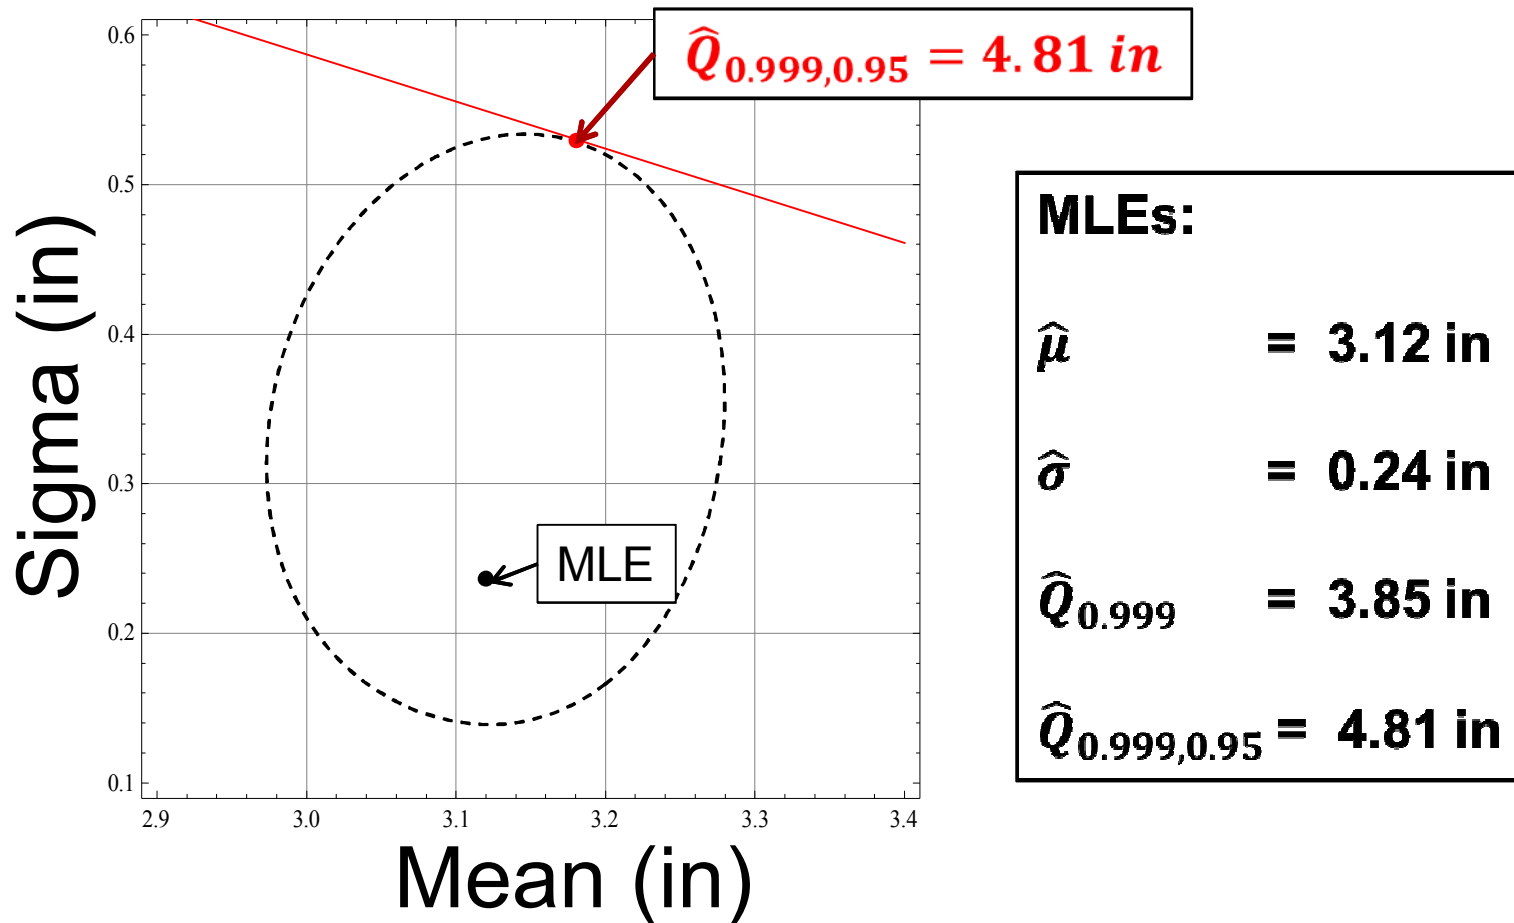 Q̂0.999,0.95 = 4.81 in
0.6
0.5
0.4
0.3
0.2
0.1
Sigma (in)
MLE
2.9 3.0 3.1 3.2 3.3 3.4
Mean (in)
MLEs:
μ̂ = 3.12 in
σ̂ = 0.24 in
Q̂0.999 = 3.85 in
Q̂0.999,0.95 = 4.81 in